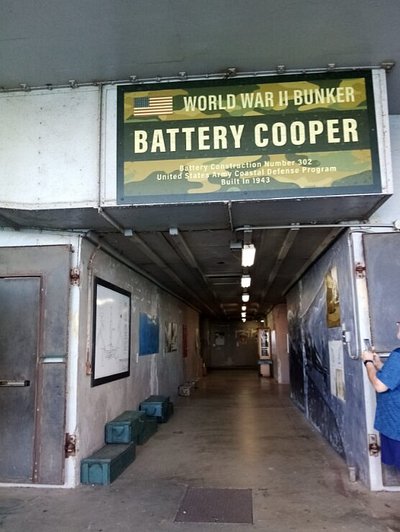 WORLD WAR II BUNKER
BATTERY COOPER
Battery Construction Number 302
United States Army Coastal Defense Program
Built in 1943